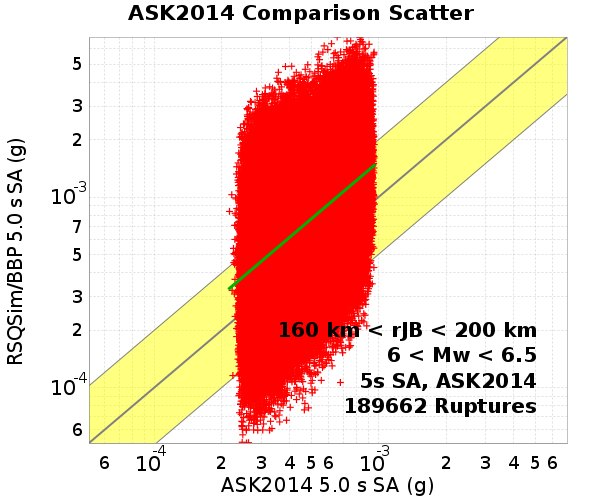 ASK2014 Comparison Scatter
RSQSim/BBP 5.0 s SA (g)
5
3
2
10-3
7
5
3
2
10-4
6
160 km < rJB < 200 km
6 < Mw < 6.5
5s SA, ASK2014
189662 Ruptures
6 10-4 2 3 4 5 6 10-3 2 3 4 5 6
ASK2014 5.0 s SA (g)